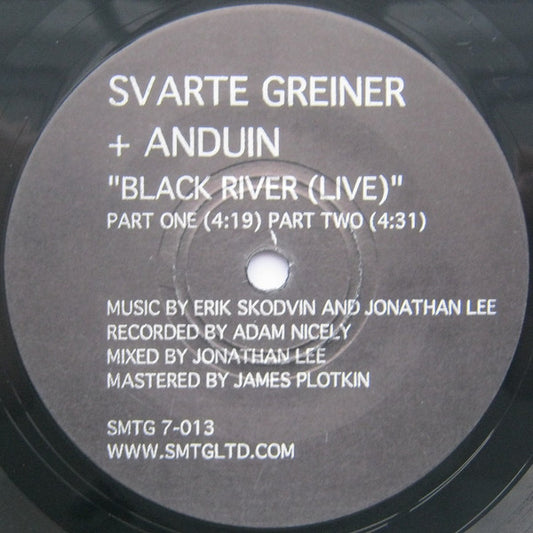 SVARTE GREINER
+ ANDUIN
"BLACK RIVER (LIVE)"
PART ONE (4:19) PART TWO (4:31)
MUSIC BY ERIK SKODVIN AND JONATHAN LEE
RECORDED BY ADAM NICELY
MIXED BY JONATHAN LEE
MASTERED BY JAMES PLOTKIN
SMTG 7-013
WWW.SMTGLTD.COM